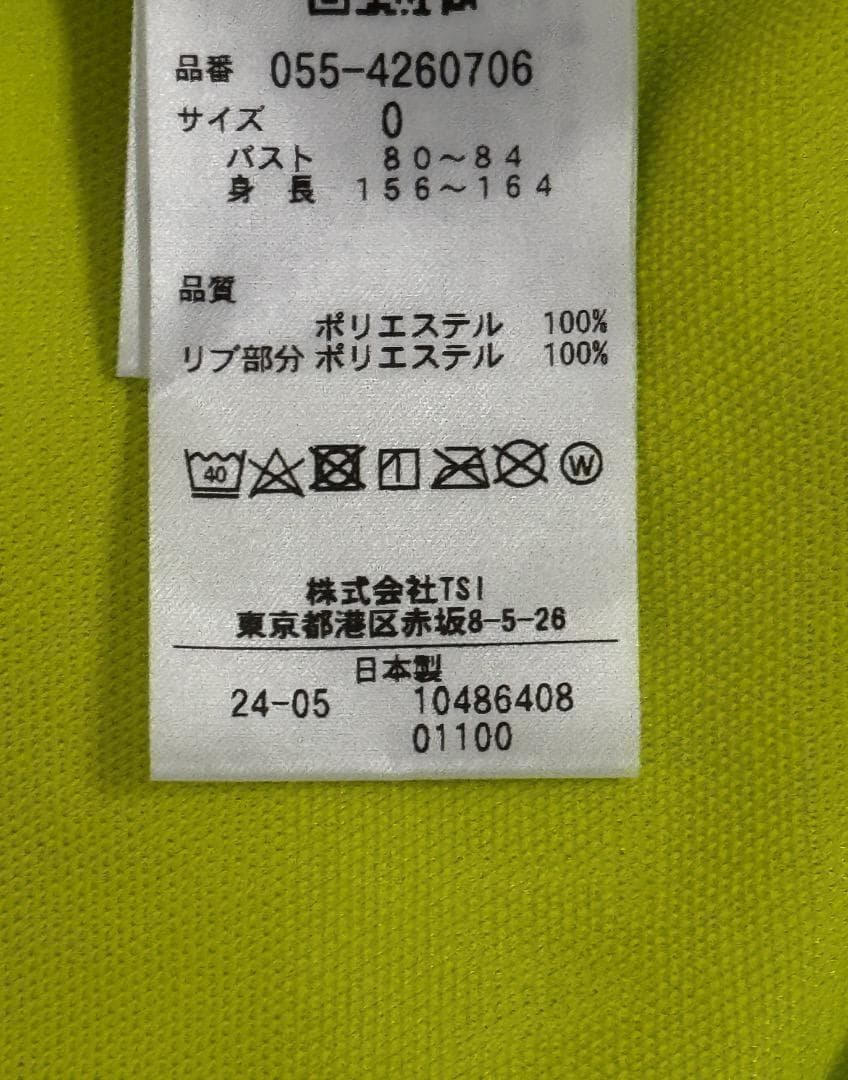 品番 055-4260706
サイズ 0
バスト 80～84
身長 156～164
品質
ポリエステル 100%
リブ部分 ポリエステル 100%
40
W
株式会社TSI
東京都港区赤坂8-5-26
日本製
24-05 10486408
01100